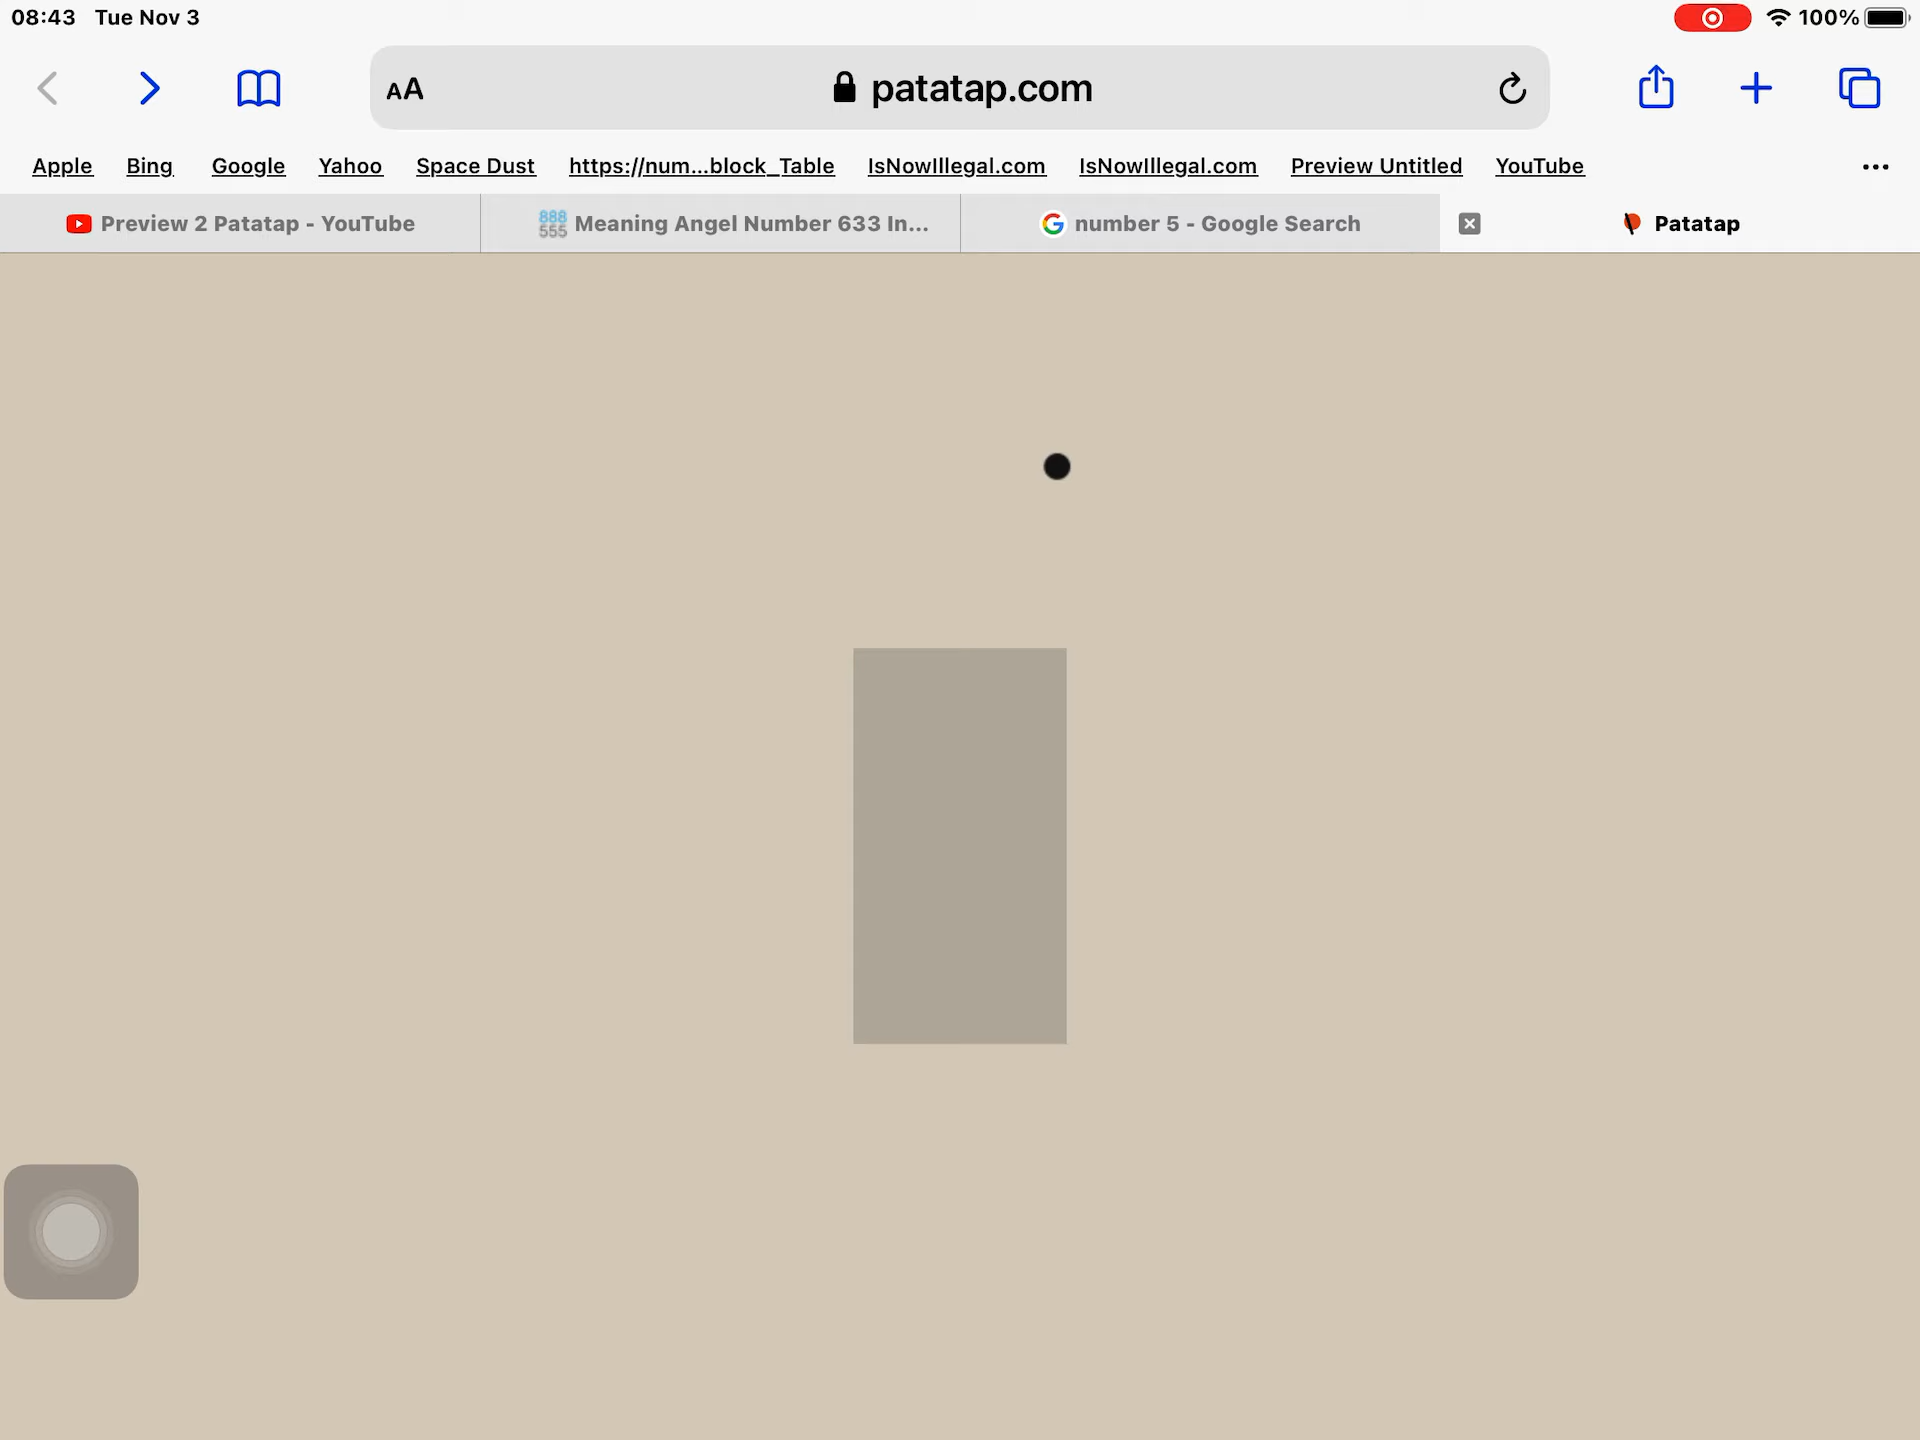 08:43 Tue Nov 3 100%
AA patatap.com
Apple Bing Google Yahoo Space Dust https://num...block_Table IsNowIllegal.com IsNowIllegal.com Preview Untitled YouTube
Preview 2 Patatap - YouTube 888 555 Meaning Angel Number 633 In... number 5 - Google Search Patatap